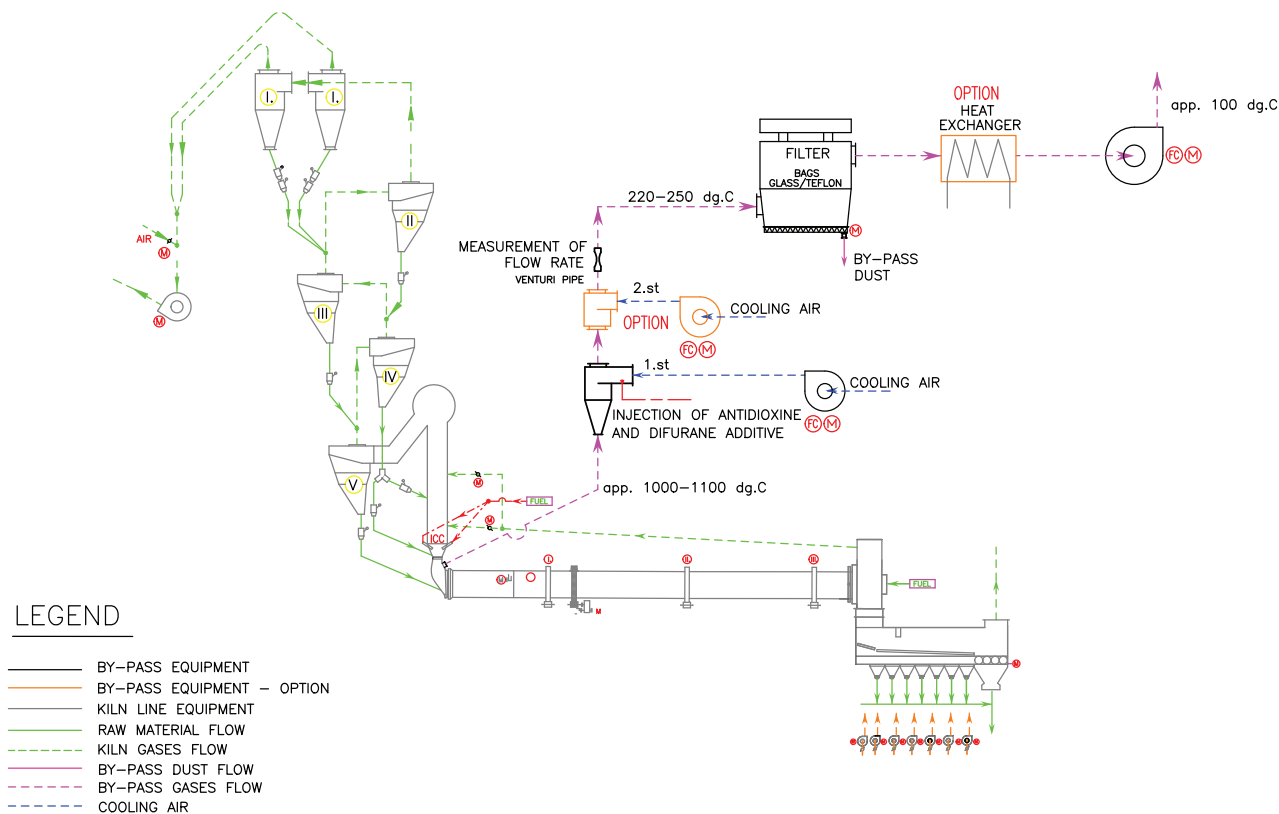 I.
I.
II
III
IV
V
AIR
M
M
OPTION
HEAT
EXCHANGER
app. 100 dg.C
FC M
FILTER
BAGS
GLASS/TEFLON
M
BY-PASS
DUST
220-250 dg.C
MEASUREMENT OF
FLOW RATE
VENTURI PIPE
2.st
COOLING AIR
OPTION
FC M
1.st
COOLING AIR
FC M
INJECTION OF ANTIDIOXINE
AND DIFURANE ADDITIVE
app. 1000-1100 dg.C
M
FUEL
M
ICC
I.
II.
III.
M
FUEL
M
LEGEND
BY-PASS EQUIPMENT
BY-PASS EQUIPMENT - OPTION
KILN LINE EQUIPMENT
RAW MATERIAL FLOW
KILN GASES FLOW
BY-PASS DUST FLOW
BY-PASS GASES FLOW
COOLING AIR